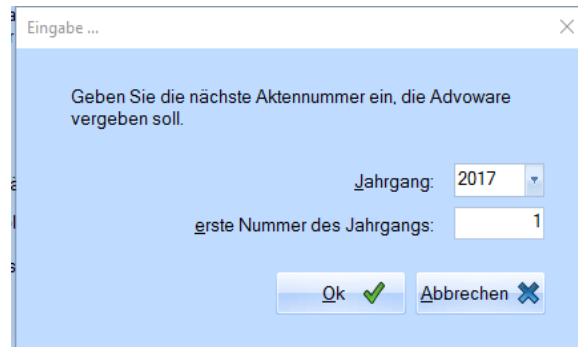 Eingabe ...
Geben Sie die nächste Aktennummer ein, die Advoware
vergeben soll.
Jahrgang: 2017
erste Nummer des Jahrgangs: 1
Ok Abbrechen